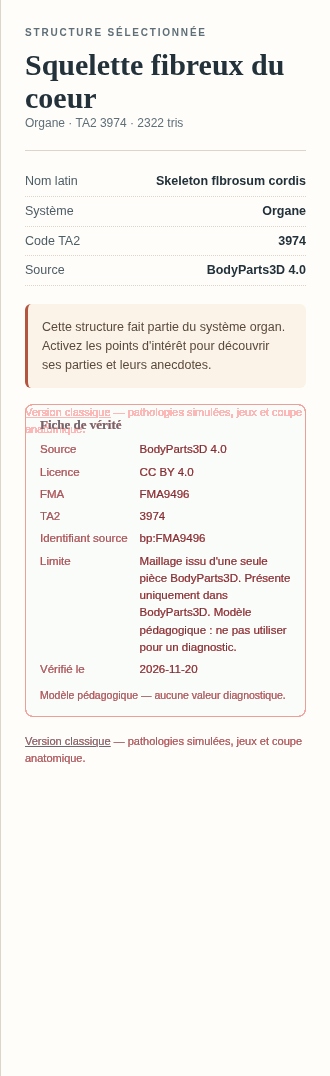 STRUCTURE SÉLECTIONNÉE
Squelette fibreux du
coeur
Organe · TA2 3974 · 2322 tris
Nom latin Skeleton fIbrosum cordis
Système Organe
Code TA2 3974
Source BodyParts3D 4.0
Cette structure fait partie du système organ.
Activez les points d'intérêt pour découvrir
ses parties et leurs anecdotes.
Version classique — pathologies simulées, jeux et coupe
anatomique.
Fiche de vérité
Source BodyParts3D 4.0
Licence CC BY 4.0
FMA FMA9496
TA2 3974
Identifiant source bp:FMA9496
Limite Maillage issu d'une seule
pièce BodyParts3D. Présente
uniquement dans
BodyParts3D. Modèle
pédagogique : ne pas utiliser
pour un diagnostic.
Vérifié le 2026-11-20
Modèle pédagogique — aucune valeur diagnostique.
Version classique — pathologies simulées, jeux et coupe
anatomique.